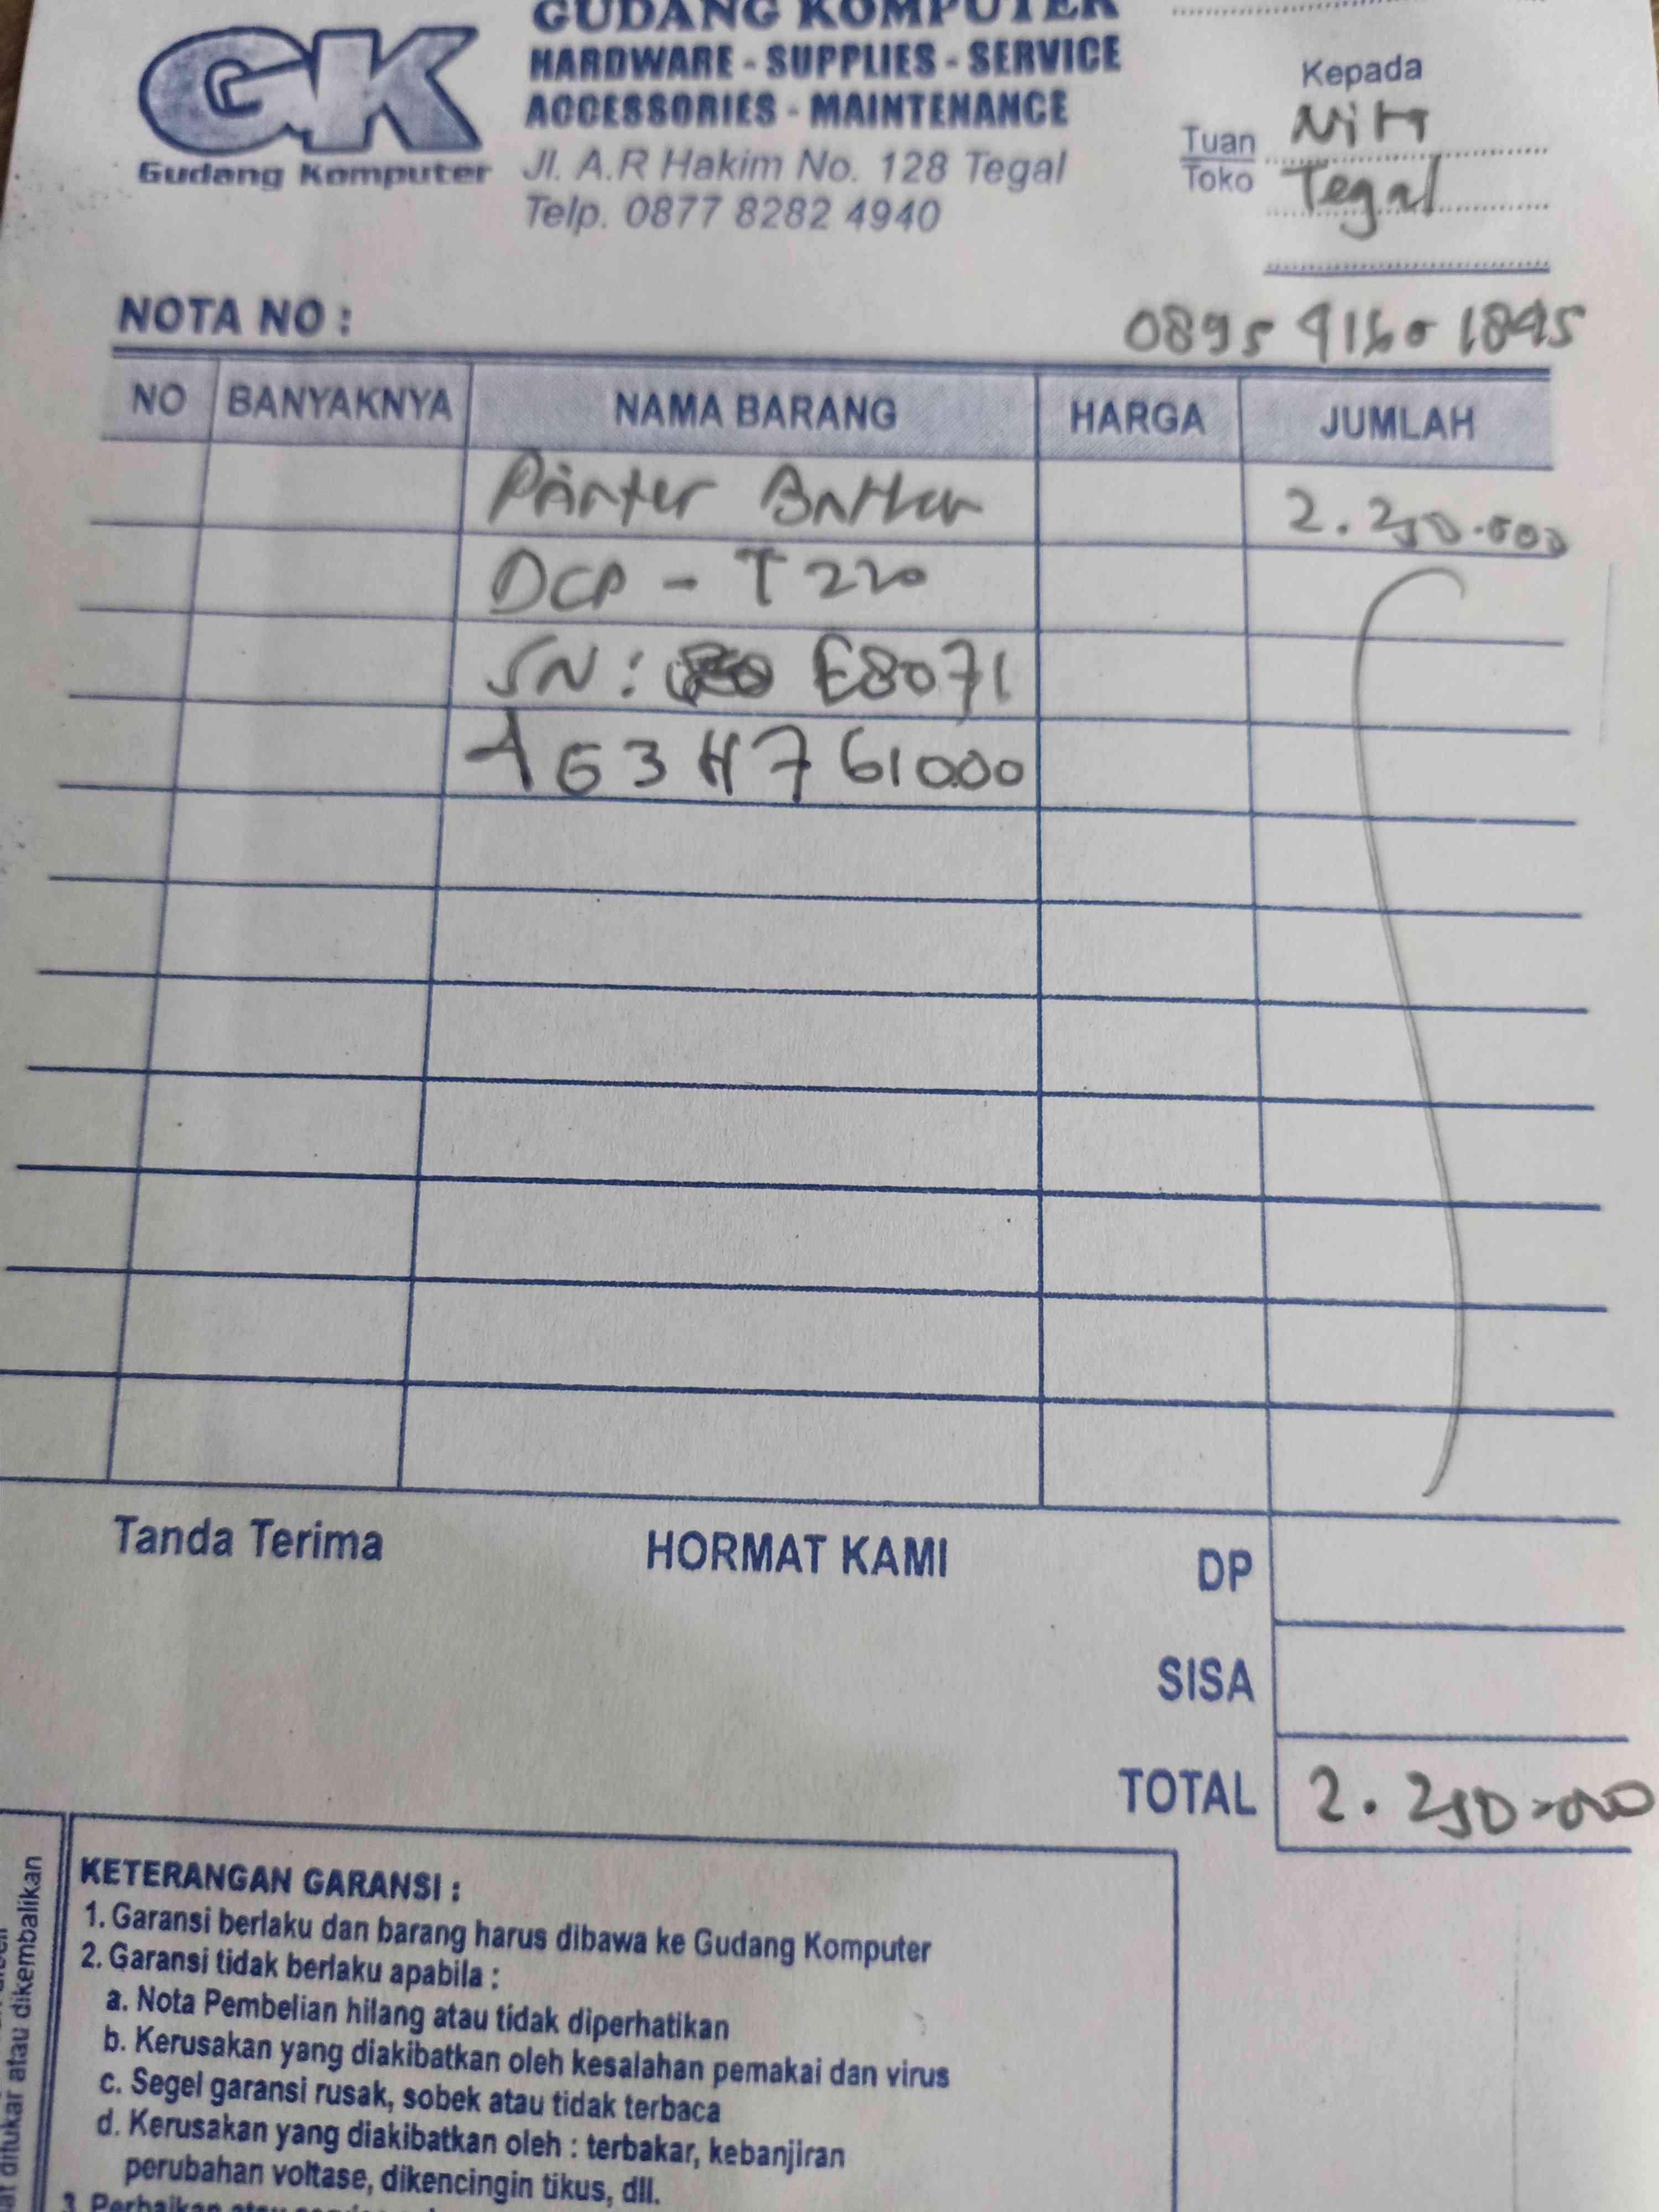 GUDANG KOMPUTER
HARDWARE - SUPPLIES - SERVICE
ACCESSORIES - MAINTENANCE
Jl. A.R Hakim No. 128 Tegal
Telp. 0877 8282 4940
GK
Gudang Komputer
Kepada
Tuan
Toko
Tegal
NOTA NO :
0895
NO BANYAKNYA NAMA BARANG HARGA JUMLAH
Printer Brother 2.250.000
DCP - T220
SN: E8071
A63H761000
Tanda Terima HORMAT KAMI DP
SISA
TOTAL 2.250.000
KETERANGAN GARANSI :
1. Garansi berlaku dan barang harus dibawa ke Gudang Komputer
2. Garansi tidak berlaku apabila :
a. Nota Pembelian hilang atau tidak diperhatikan
b. Kerusakan yang diakibatkan oleh kesalahan pemakai dan virus
c. Segel garansi rusak, sobek atau tidak terbaca
d. Kerusakan yang diakibatkan oleh : terbakar, kebanjiran
perubahan voltase, dikencingin tikus, dll.
3. Perbaikan atau
ditukar atau dikembalikan